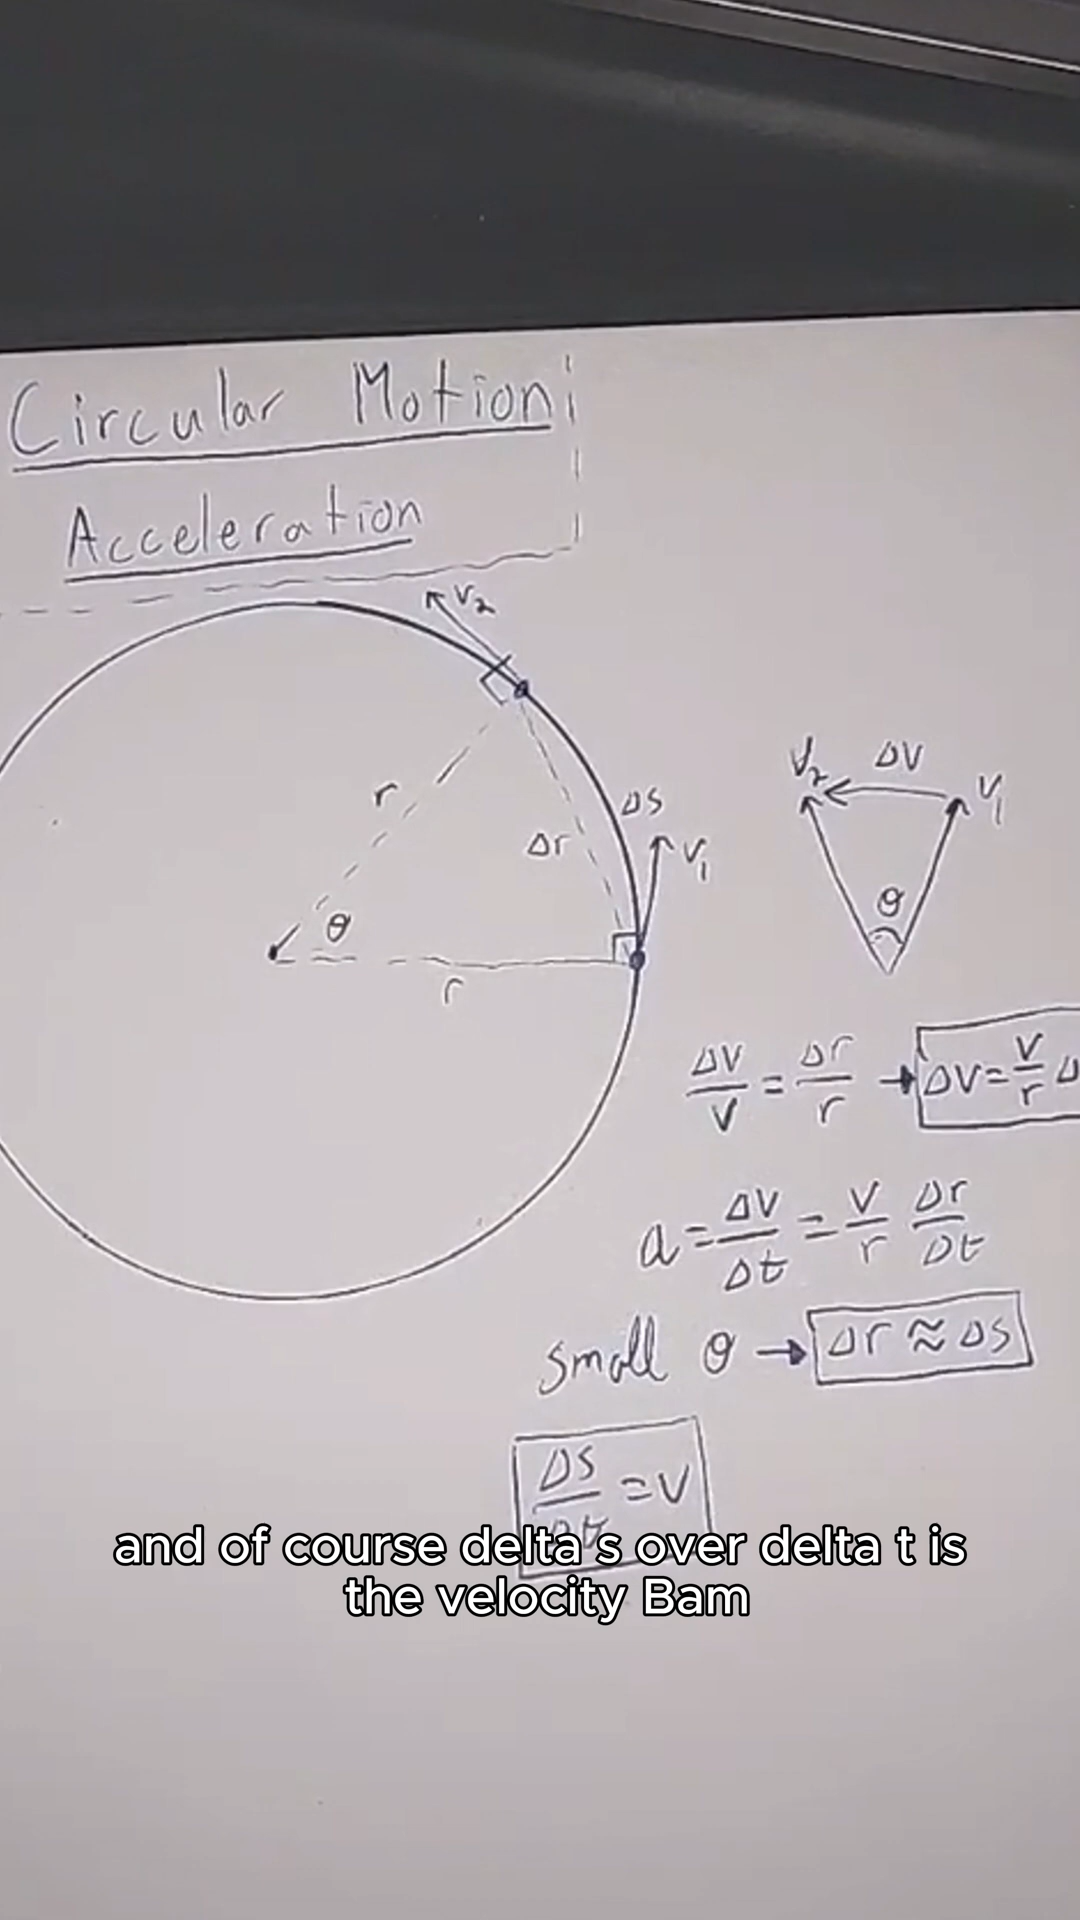 Circular Motion:
Acceleration
v₂
r
Δs
Δr
v₁
θ
r
v₂ Δv v₁
θ
Δv/v = Δr/r → Δv = v/r Δ
a = Δv/Δt = v/r Δr/Δt
small θ → Δr ≈ Δs
Δs/Δt = v
and of course delta s over delta t is
the velocity Bam